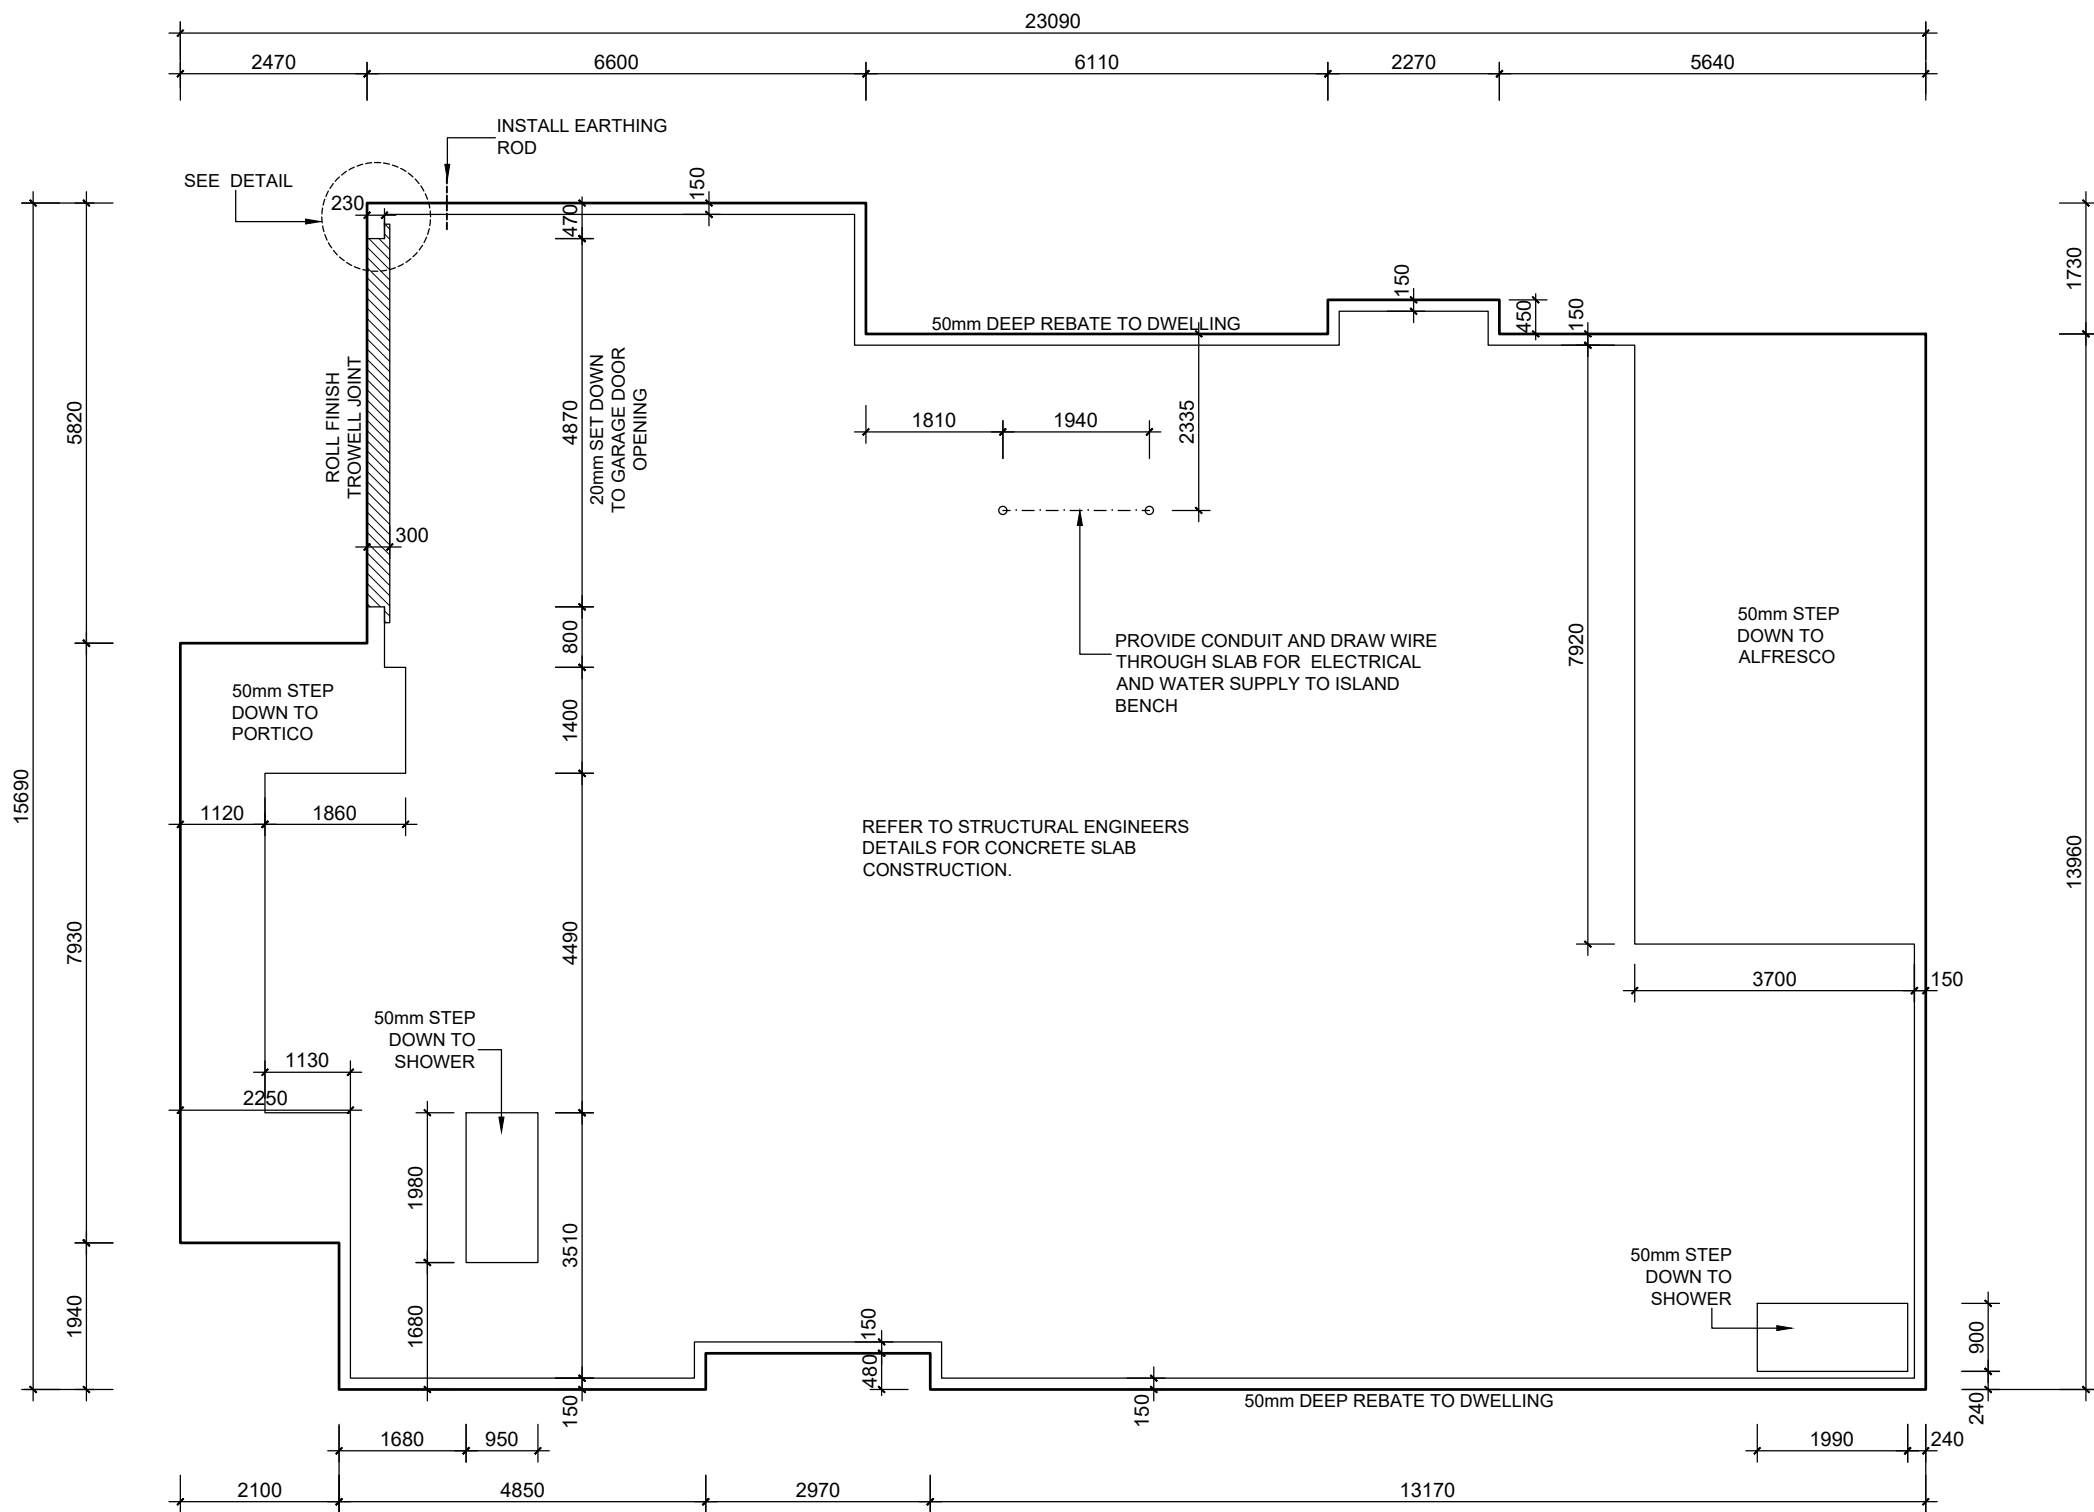 23090
2470
6600
6110
2270
5640
INSTALL EARTHING
ROD
SEE DETAIL
230
150
470
1730
150
450
150
50mm DEEP REBATE TO DWELLING
ROLL FINISH
TROWELL JOINT
5820
4870
20mm SET DOWN
TO GARAGE DOOR
OPENING
1810
1940
2335
300
800
PROVIDE CONDUIT AND DRAW WIRE
THROUGH SLAB FOR ELECTRICAL
AND WATER SUPPLY TO ISLAND
BENCH
7920
50mm STEP
DOWN TO
ALFRESCO
50mm STEP
DOWN TO
PORTICO
1400
15690
1120
1860
REFER TO STRUCTURAL ENGINEERS
DETAILS FOR CONCRETE SLAB
CONSTRUCTION.
13960
7930
4490
3700
150
50mm STEP
DOWN TO
SHOWER
1130
2250
1980
3510
50mm STEP
DOWN TO
SHOWER
1940
1680
150
480
900
150
150
50mm DEEP REBATE TO DWELLING
240
1680
950
1990
240
2100
4850
2970
13170